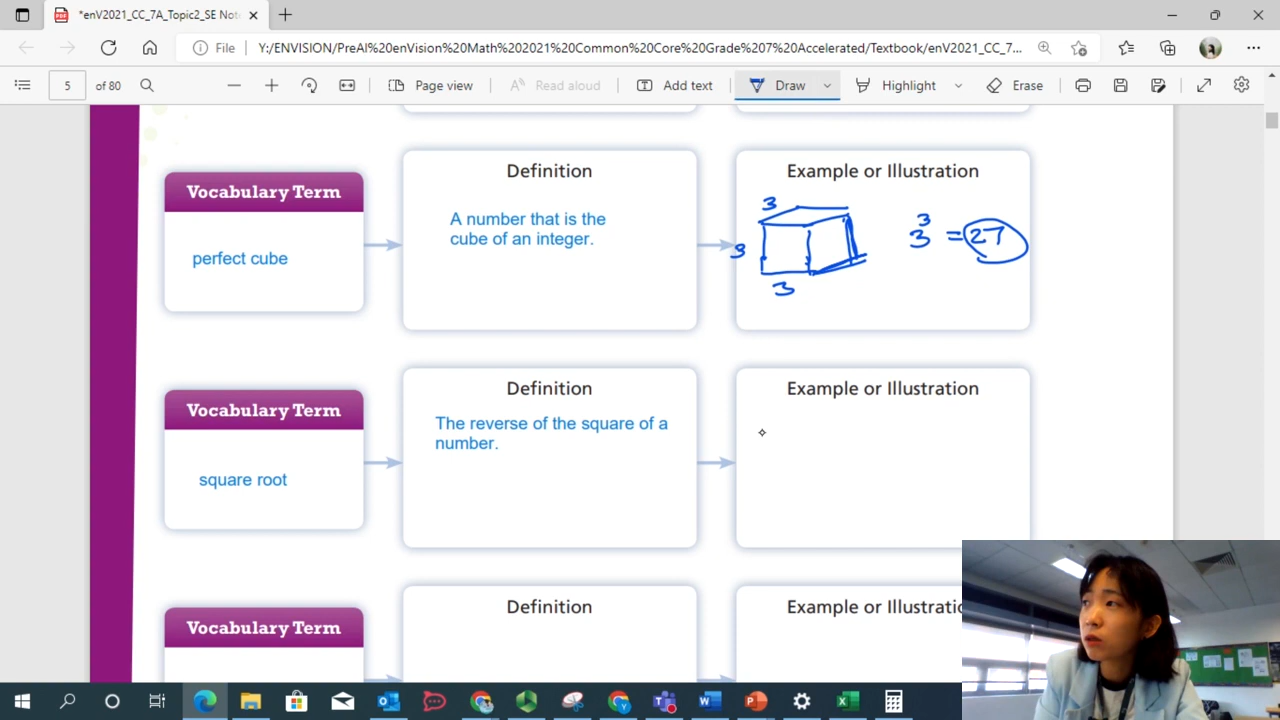 *enV2021_CC_7A_Topic2_SE Not
File
Y:/ENVISION/PreAI%20enVision%20Math%202021%20Common%20Core%20Grade%207%20Accelerated/Textbook/enV2021_CC_7...
5
of 80
Page view
Read aloud
Add text
Draw
Highlight
Erase
Vocabulary Term
perfect cube
Definition
A number that is the
cube of an integer.
Example or Illustration
3
3
3
3³ = 27
Vocabulary Term
square root
Definition
The reverse of the square of a
number.
Example or Illustration
Vocabulary Term
Definition
Example or Illustratio